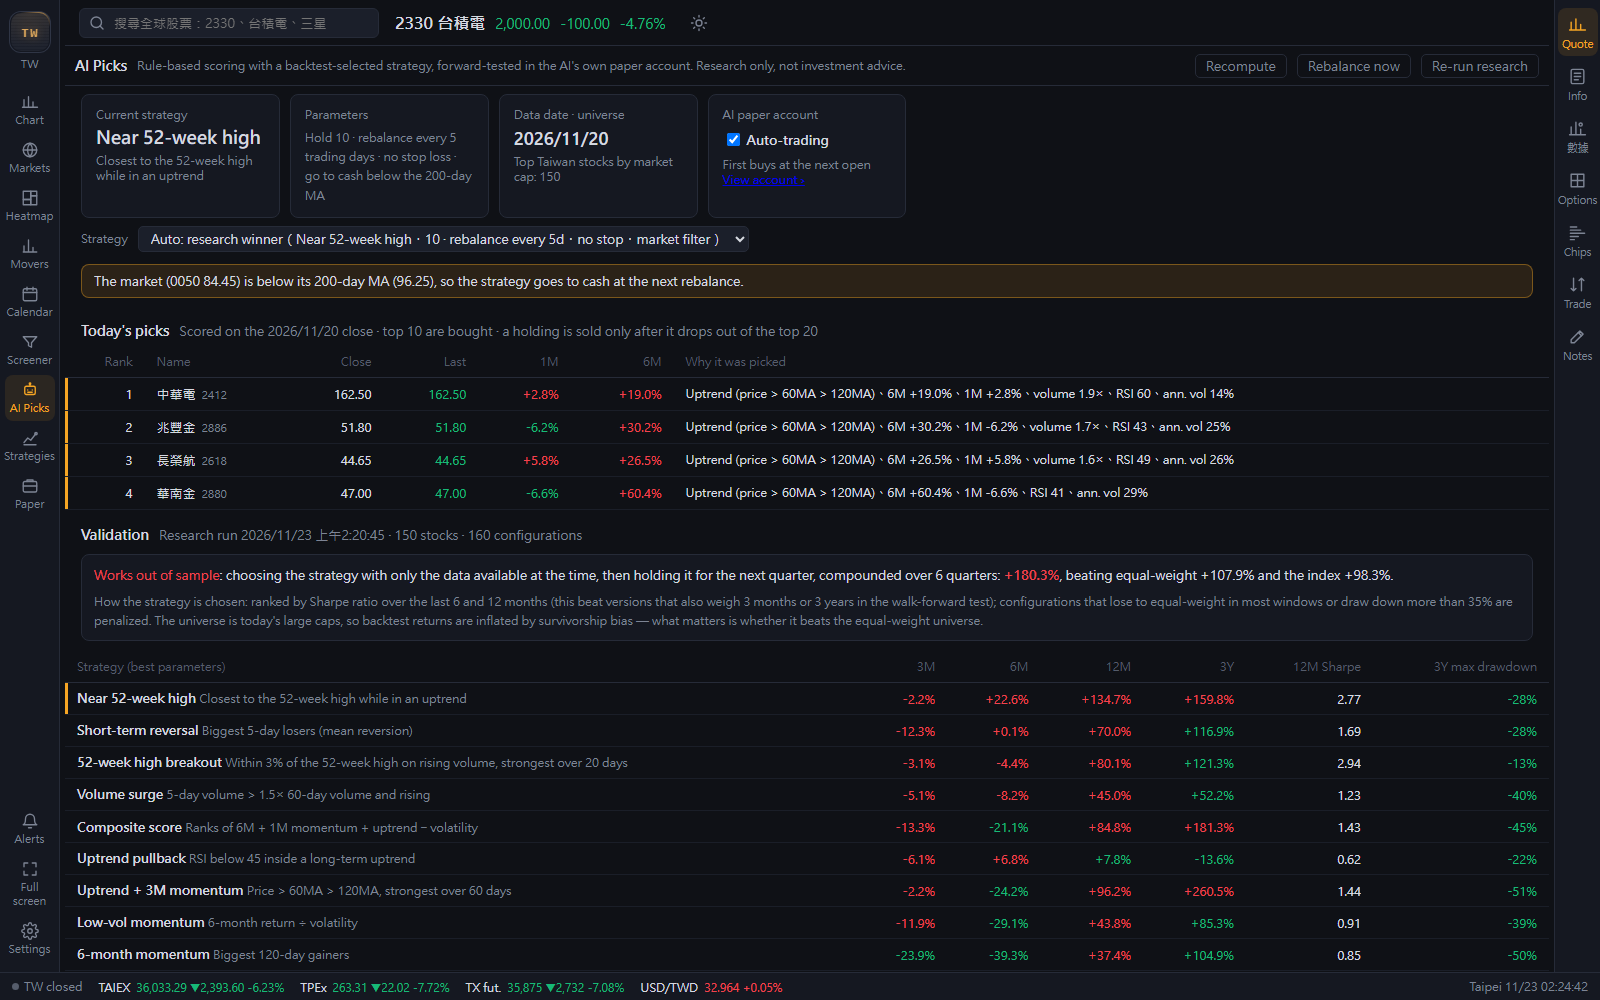 TW
搜尋全球股票：2330、台積電、三星
2330 台積電 2,000.00 -100.00 -4.76%
TW
Chart
Markets
Heatmap
Movers
Calendar
Screener
AI Picks
Strategies
Paper
Alerts
Full screen
Settings
AI Picks Rule-based scoring with a backtest-selected strategy, forward-tested in the AI's own paper account. Research only, not investment advice.
Recompute
Rebalance now
Re-run research
Current strategy
Near 52-week high
Closest to the 52-week high
while in an uptrend
Parameters
Hold 10 · rebalance every 5
trading days · no stop loss ·
go to cash below the 200-day
MA
Data date · universe
2026/11/20
Top Taiwan stocks by market
cap: 150
AI paper account
Auto-trading
First buys at the next open
View account ›
Strategy Auto: research winner ( Near 52-week high · 10 · rebalance every 5d · no stop · market filter )
The market (0050 84.45) is below its 200-day MA (96.25), so the strategy goes to cash at the next rebalance.
Today's picks Scored on the 2026/11/20 close · top 10 are bought · a holding is sold only after it drops out of the top 20
Rank Name Close Last 1M 6M Why it was picked
1 中華電 2412 162.50 162.50 +2.8% +19.0% Uptrend (price > 60MA > 120MA)、6M +19.0%、1M +2.8%、volume 1.9×、RSI 60、ann. vol 14%
2 兆豐金 2886 51.80 51.80 -6.2% +30.2% Uptrend (price > 60MA > 120MA)、6M +30.2%、1M -6.2%、volume 1.7×、RSI 43、ann. vol 25%
3 長榮航 2618 44.65 44.65 +5.8% +26.5% Uptrend (price > 60MA > 120MA)、6M +26.5%、1M +5.8%、volume 1.6×、RSI 49、ann. vol 26%
4 華南金 2880 47.00 47.00 -6.6% +60.4% Uptrend (price > 60MA > 120MA)、6M +60.4%、1M -6.6%、RSI 41、ann. vol 29%
Validation Research run 2026/11/23 上午2:20:45 · 150 stocks · 160 configurations
Works out of sample: choosing the strategy with only the data available at the time, then holding it for the next quarter, compounded over 6 quarters: +180.3%, beating equal-weight +107.9% and the index +98.3%.
How the strategy is chosen: ranked by Sharpe ratio over the last 6 and 12 months (this beat versions that also weigh 3 months or 3 years in the walk-forward test); configurations that lose to equal-weight in most windows or draw down more than 35% are
penalized. The universe is today's large caps, so backtest returns are inflated by survivorship bias — what matters is whether it beats the equal-weight universe.
Strategy (best parameters) 3M 6M 12M 3Y 12M Sharpe 3Y max drawdown
Near 52-week high Closest to the 52-week high while in an uptrend -2.2% +22.6% +134.7% +159.8% 2.77 -28%
Short-term reversal Biggest 5-day losers (mean reversion) -12.3% +0.1% +70.0% +116.9% 1.69 -28%
52-week high breakout Within 3% of the 52-week high on rising volume, strongest over 20 days -3.1% -4.4% +80.1% +121.3% 2.94 -13%
Volume surge 5-day volume > 1.5× 60-day volume and rising -5.1% -8.2% +45.0% +52.2% 1.23 -40%
Composite score Ranks of 6M + 1M momentum + uptrend − volatility -13.3% -21.1% +84.8% +181.3% 1.43 -45%
Uptrend pullback RSI below 45 inside a long-term uptrend -6.1% +6.8% +7.8% -13.6% 0.62 -22%
Uptrend + 3M momentum Price > 60MA > 120MA, strongest over 60 days -2.2% -24.2% +96.2% +260.5% 1.44 -51%
Low-vol momentum 6-month return ÷ volatility -11.9% -29.1% +43.8% +85.3% 0.91 -39%
6-month momentum Biggest 120-day gainers -23.9% -39.3% +37.4% +104.9% 0.85 -50%
Quote
Info
數據
Options
Chips
Trade
Notes
TW closed TAIEX 36,033.29 ▼2,393.60 -6.23% TPEx 263.31 ▼22.02 -7.72% TX fut. 35,875 ▼2,732 -7.08% USD/TWD 32.964 +0.05% Taipei 11/23 02:24:42